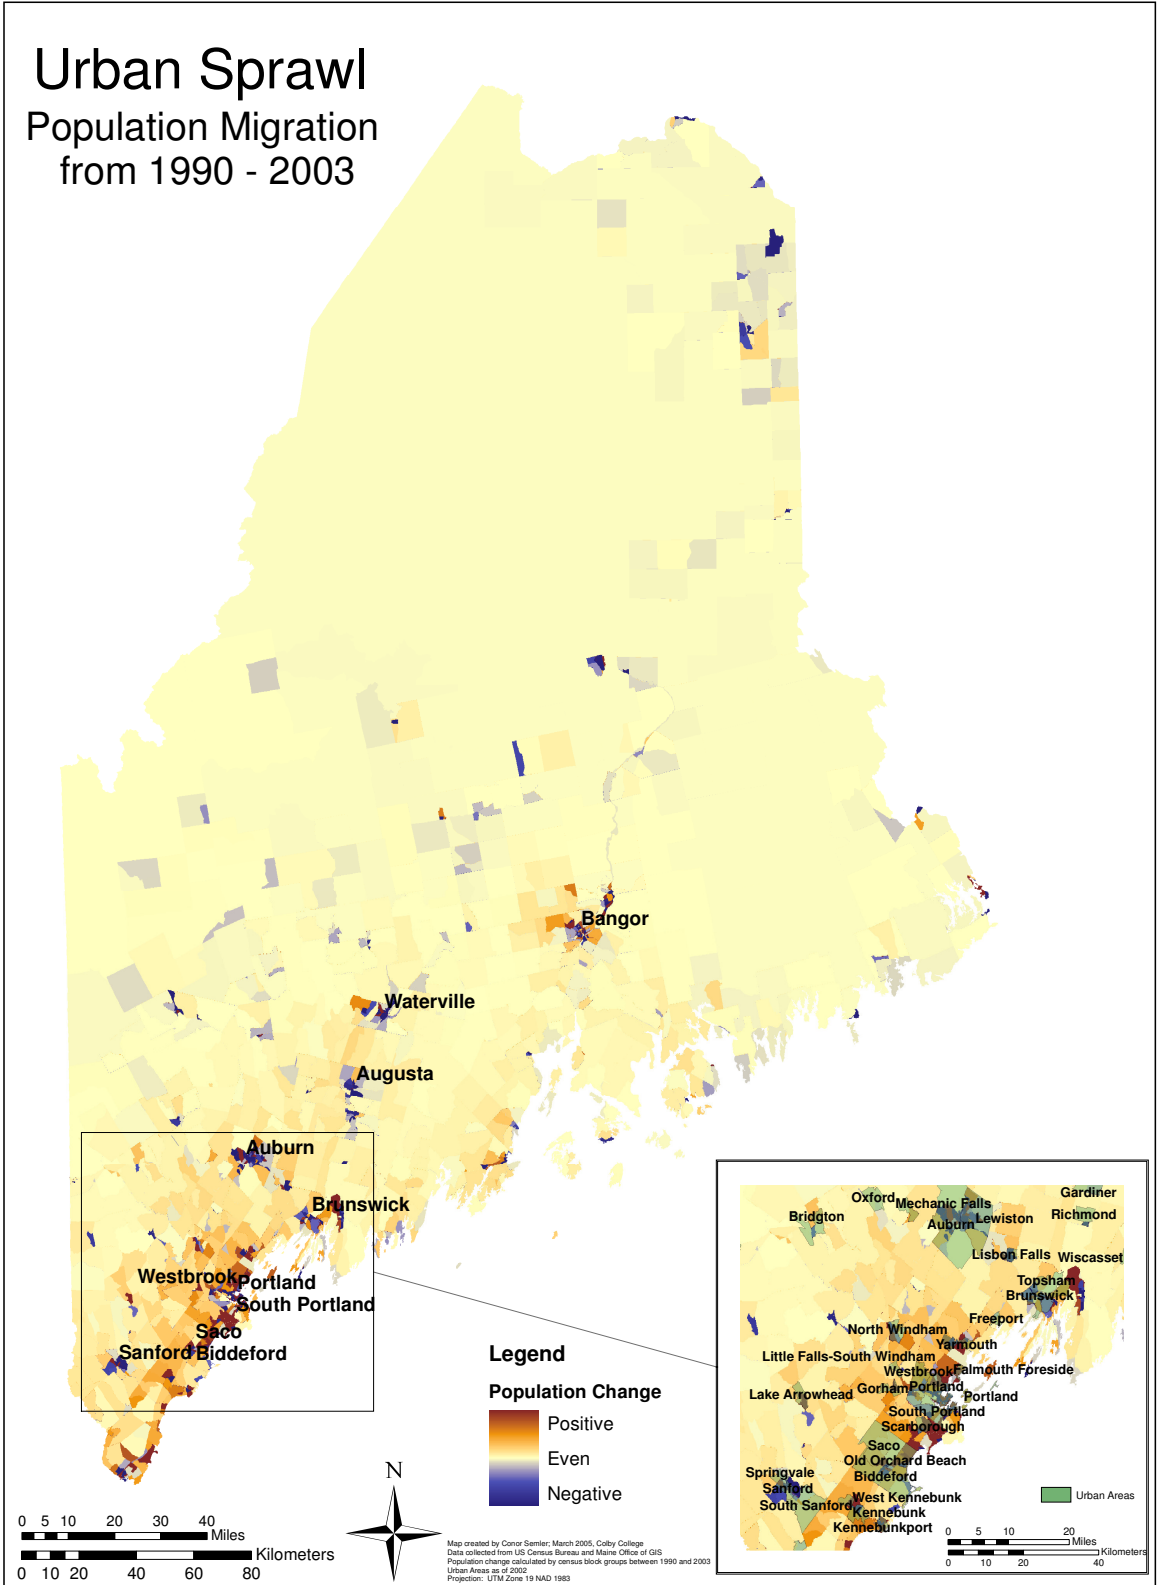 Urban Sprawl
Population Migration
from 1990 - 2003
Bangor
Waterville
Augusta
Auburn
Brunswick
Westbrook
Portland
South Portland
Saco
Sanford
Biddeford
Legend
Population Change
Positive
Even
Negative
N
0 5 10 20 30 40
Miles
Kilometers
0 10 20 40 60 80
Map created by Conor Semler; March 2005, Colby College
Data collected from US Census Bureau and Maine Office of GIS
Population change calculated by census block groups between 1990 and 2003
Urban Areas as of 2002
Projection: UTM Zone 19 NAD 1983
Oxford
Mechanic Falls
Gardiner
Bridgton
Auburn
Lewiston
Richmond
Lisbon Falls
Wiscasset
Topsham
Brunswick
Freeport
North Windham
Yarmouth
Little Falls-South Windham
Westbrook
Falmouth Foreside
Lake Arrowhead
Gorham
Portland
Portland
South Portland
Scarborough
Saco
Old Orchard Beach
Springvale
Biddeford
Sanford
South Sanford
West Kennebunk
Kennebunk
Kennebunkport
Urban Areas
0 5 10 20
Miles
Kilometers
0 10 20 40